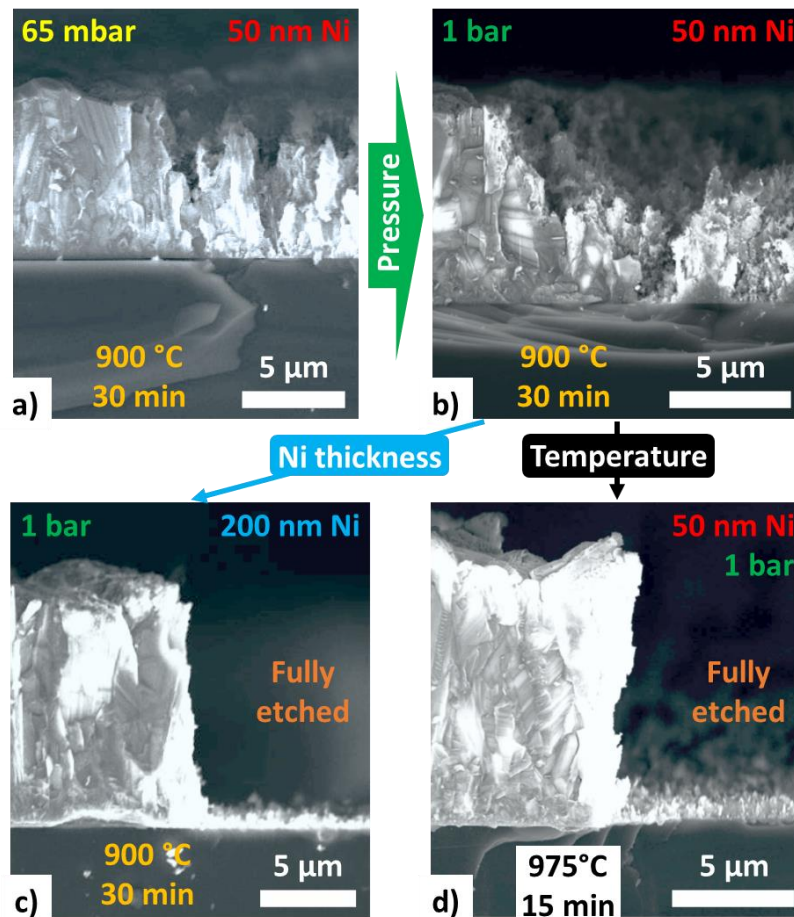 65 mbar
50 nm Ni
900 °C
30 min
5 µm
a)
Pressure
1 bar
50 nm Ni
900 °C
30 min
5 µm
b)
Ni thickness
Temperature
1 bar
200 nm Ni
Fully
etched
900 °C
30 min
5 µm
c)
50 nm Ni
1 bar
Fully
etched
975°C
15 min
5 µm
d)